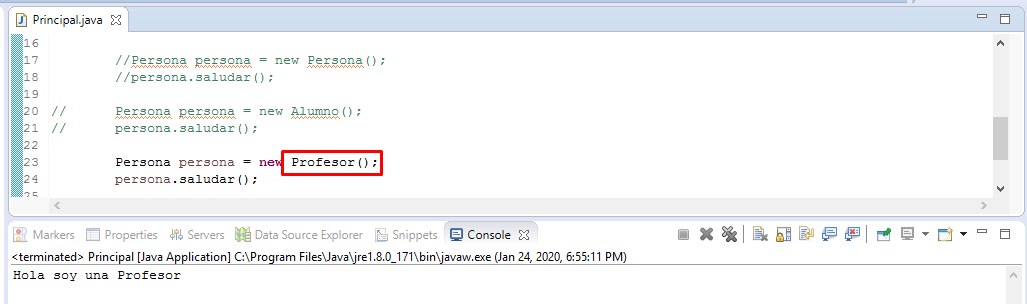 Principal.java
16
17 //Persona persona = new Persona();
18 //persona.saludar();
19
20 // Persona persona = new Alumno();
21 // persona.saludar();
22
23 Persona persona = new Profesor();
24 persona.saludar();
25
Markers Properties Servers Data Source Explorer Snippets Console
<terminated> Principal [Java Application] C:\Program Files\Java\jre1.8.0_171\bin\javaw.exe (Jan 24, 2020, 6:55:11 PM)
Hola soy una Profesor